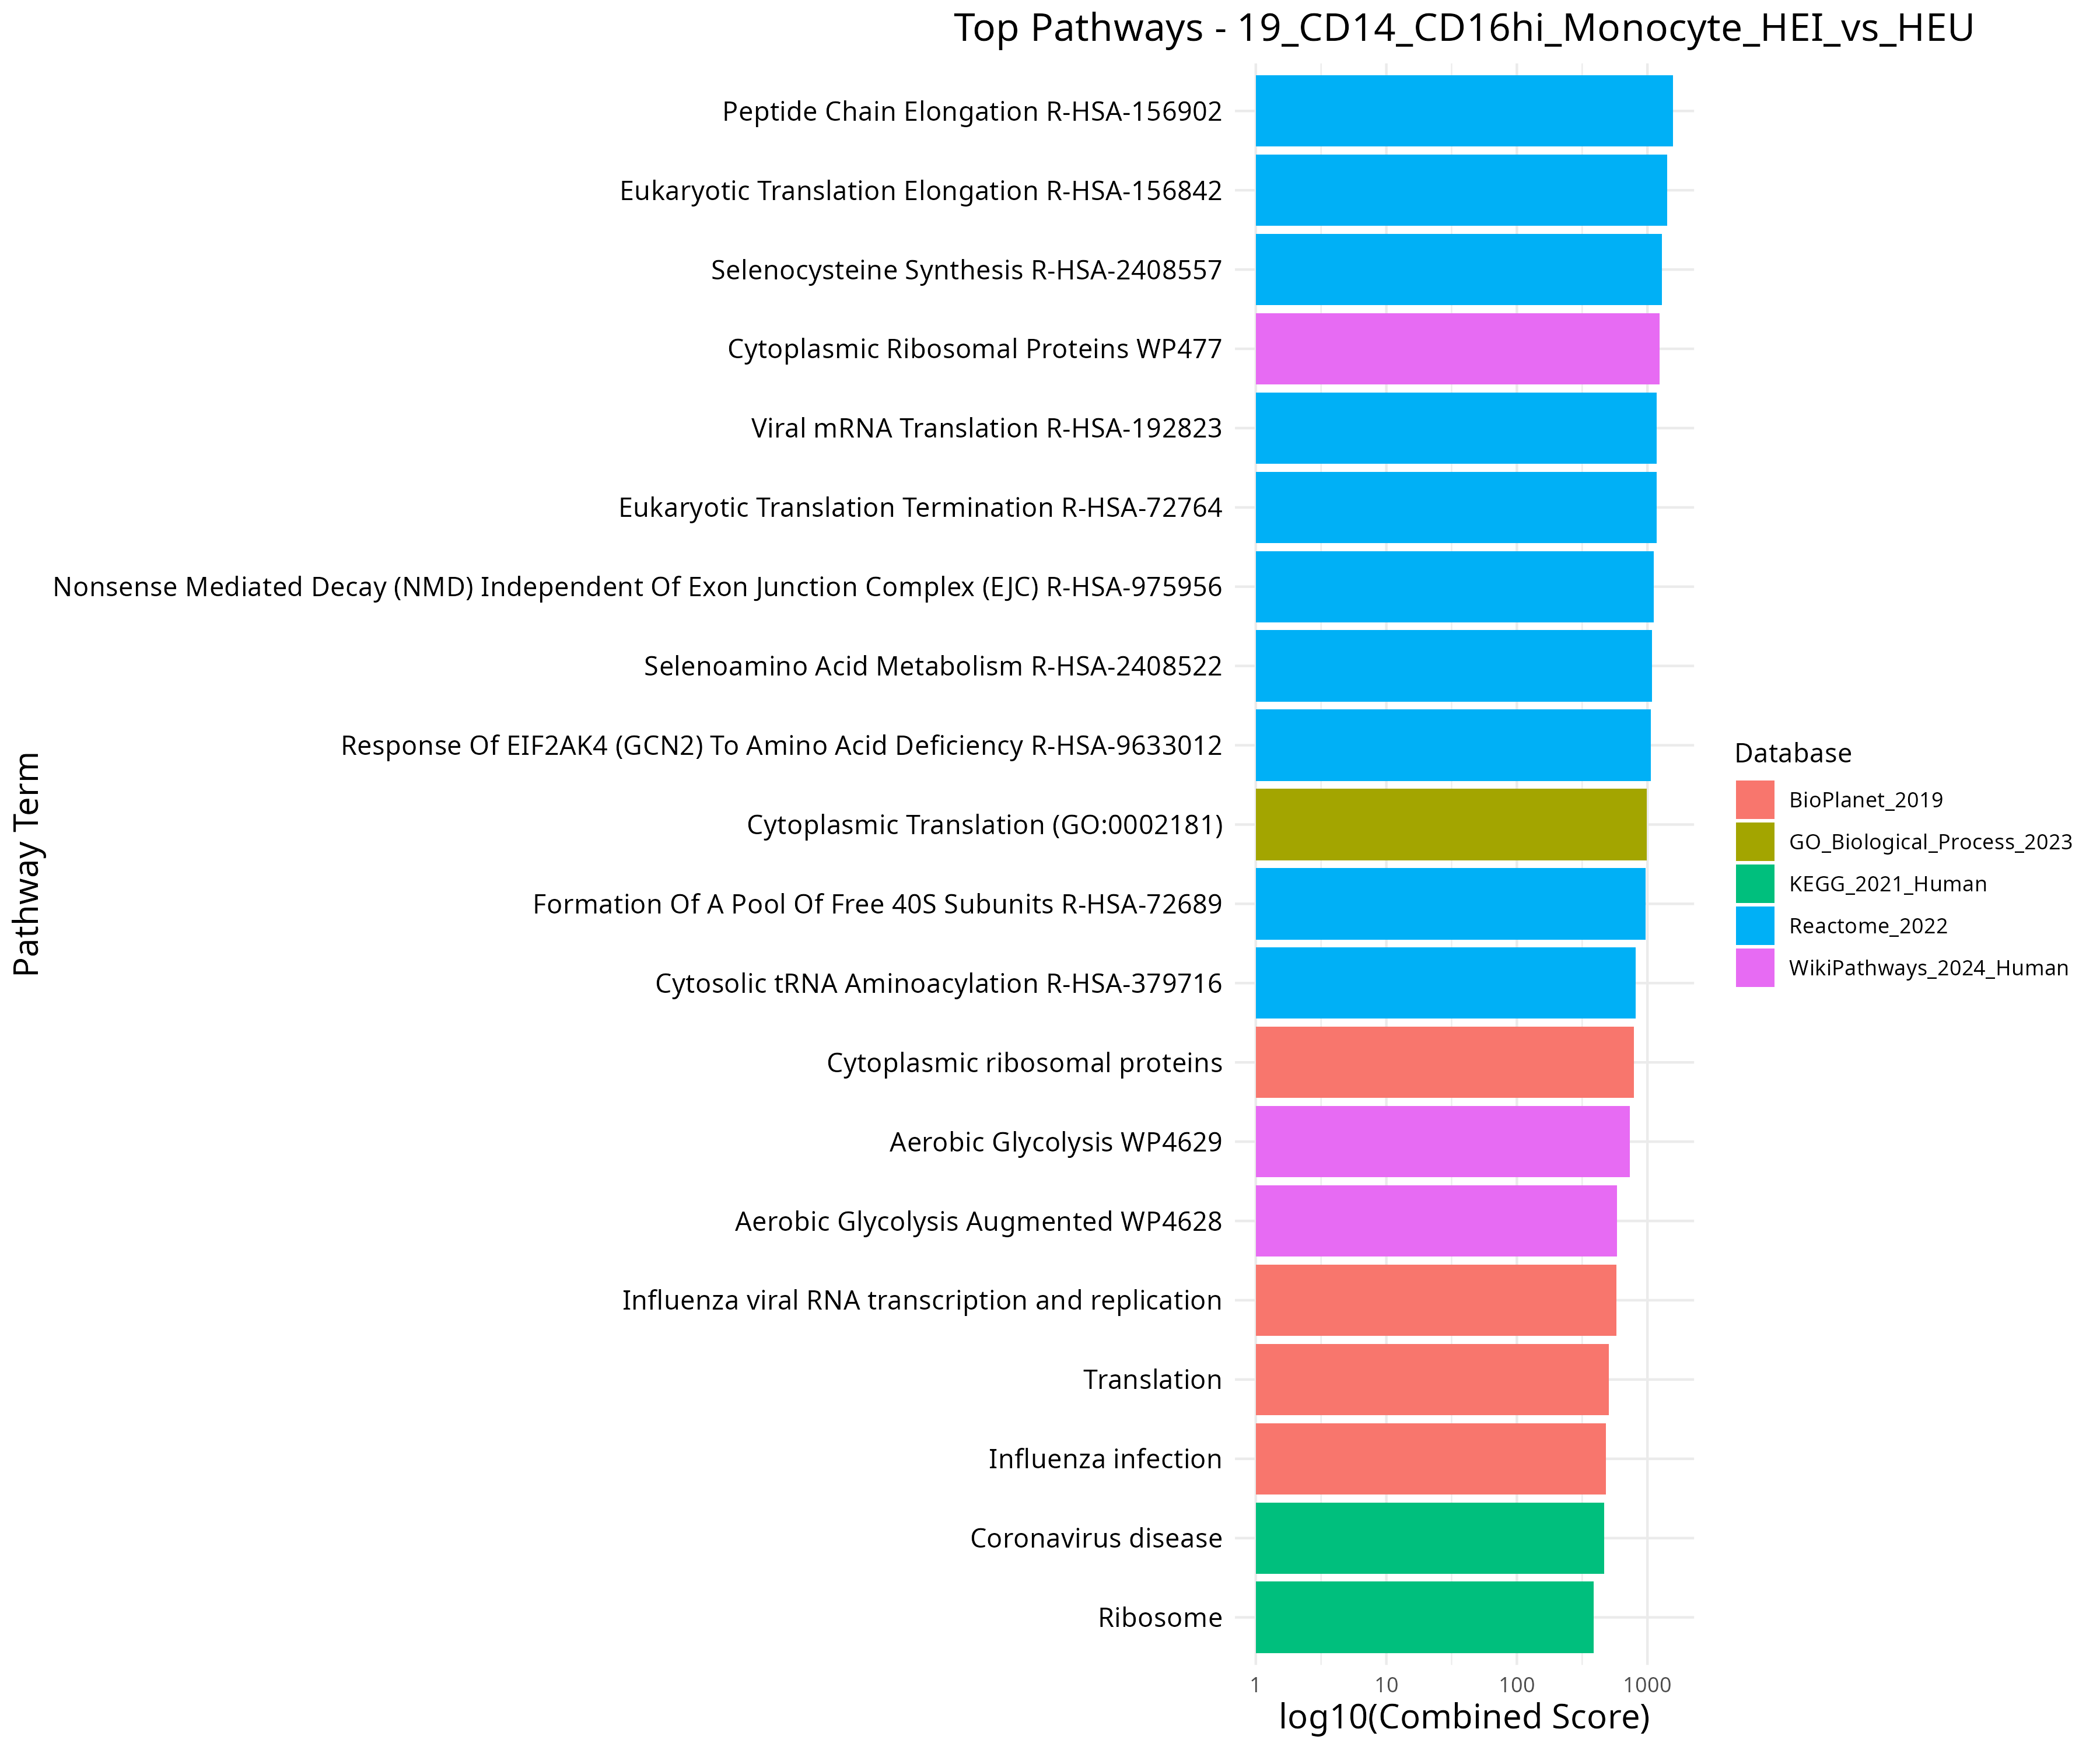 Top Pathways - 19_CD14_CD16hi_Monocyte_HEI_vs_HEU
Pathway Term
Peptide Chain Elongation R-HSA-156902
Eukaryotic Translation Elongation R-HSA-156842
Selenocysteine Synthesis R-HSA-2408557
Cytoplasmic Ribosomal Proteins WP477
Viral mRNA Translation R-HSA-192823
Eukaryotic Translation Termination R-HSA-72764
Nonsense Mediated Decay (NMD) Independent Of Exon Junction Complex (EJC) R-HSA-975956
Selenoamino Acid Metabolism R-HSA-2408522
Response Of EIF2AK4 (GCN2) To Amino Acid Deficiency R-HSA-9633012
Cytoplasmic Translation (GO:0002181)
Formation Of A Pool Of Free 40S Subunits R-HSA-72689
Cytosolic tRNA Aminoacylation R-HSA-379716
Cytoplasmic ribosomal proteins
Aerobic Glycolysis WP4629
Aerobic Glycolysis Augmented WP4628
Influenza viral RNA transcription and replication
Translation
Influenza infection
Coronavirus disease
Ribosome
1 10 100 1000
log10(Combined Score)
Database
BioPlanet_2019
GO_Biological_Process_2023
KEGG_2021_Human
Reactome_2022
WikiPathways_2024_Human